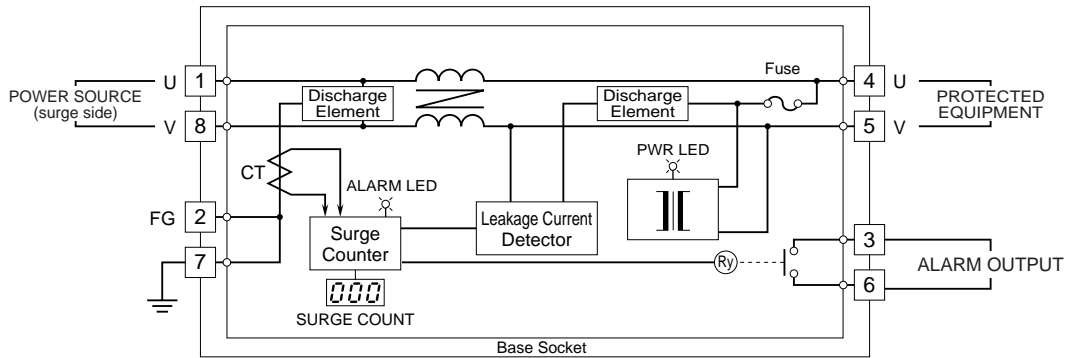 Fuse
U 1
4 U
POWER SOURCE
(surge side)
Discharge
Element
Discharge
Element
PROTECTED
EQUIPMENT
V 8
5 V
PWR LED
CT
ALARM LED
FG 2
Surge
Counter
Leakage Current
Detector
3
7
Ry
ALARM OUTPUT
6
000
SURGE COUNT
Base Socket